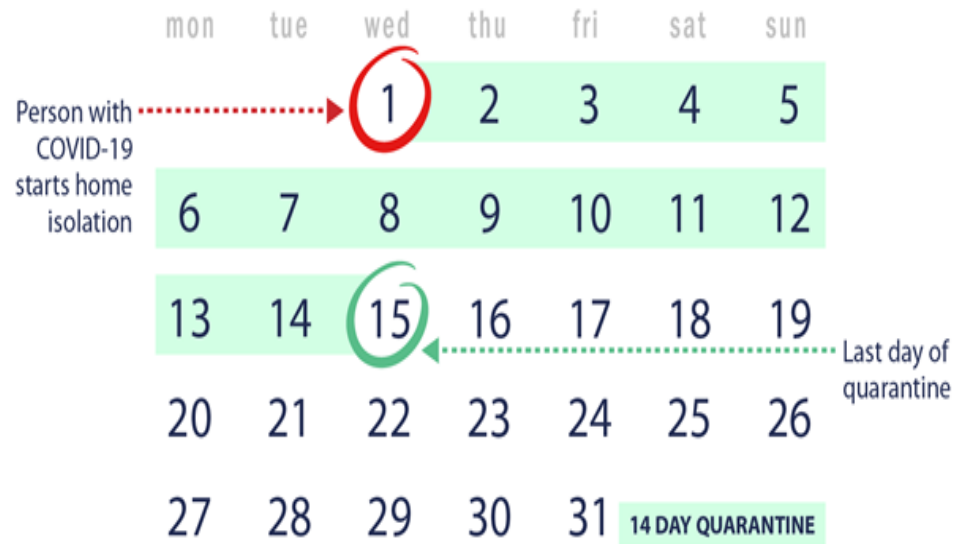 mon tue wed thu fri sat sun
1 2 3 4 5
Person with
COVID-19
starts home
isolation
6 7 8 9 10 11 12
13 14 15 16 17 18 19
Last day of
quarantine
20 21 22 23 24 25 26
27 28 29 30 31 14 DAY QUARANTINE